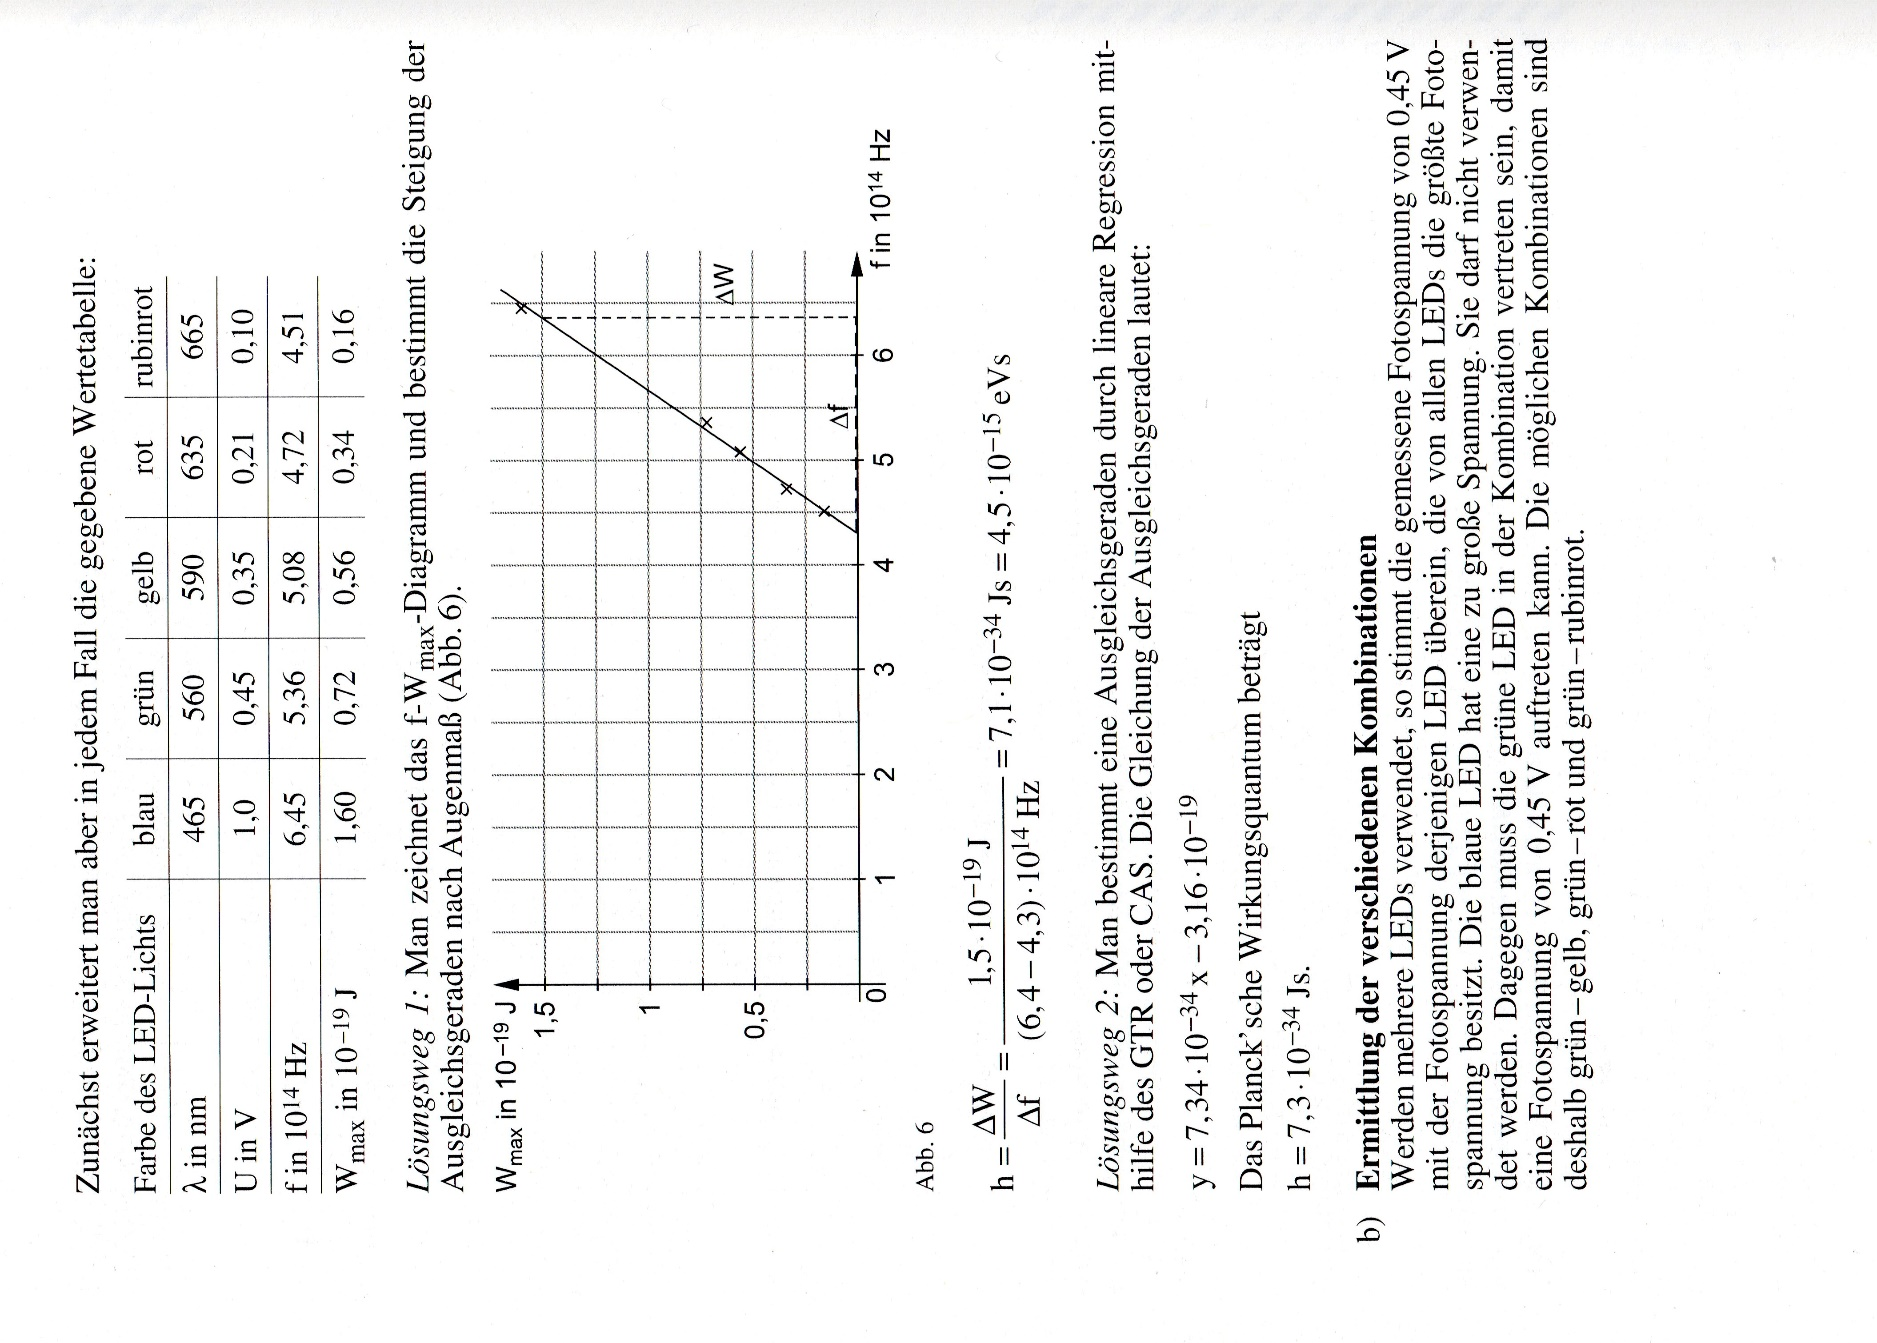 Zunächst erweitert man aber in jedem Fall die gegebene Wertetabelle:
Farbe des LED-Lichts blau grün gelb rot rubinrot
λ in nm 465 560 590 635 665
U in V 1,0 0,45 0,35 0,21 0,10
f in 10¹⁴ Hz 6,45 5,36 5,08 4,72 4,51
W_max in 10⁻¹⁹ J 1,60 0,72 0,56 0,34 0,16
Lösungsweg 1: Man zeichnet das f-W_max-Diagramm und bestimmt die Steigung der
Ausgleichsgeraden nach Augenmaß (Abb. 6).
W_max in 10⁻¹⁹ J
1,5
1
0,5
ΔW
Δf
0 1 2 3 4 5 6 f in 10¹⁴ Hz
Abb. 6
h = ΔW/Δf = 1,5·10⁻¹⁹ J/(6,4 – 4,3)·10¹⁴ Hz = 7,1·10⁻³⁴ Js = 4,5·10⁻¹⁵ eVs
Lösungsweg 2: Man bestimmt eine Ausgleichsgeraden durch lineare Regression mit-
hilfe des GTR oder CAS. Die Gleichung der Ausgleichsgeraden lautet:
y = 7,34·10⁻³⁴ x – 3,16·10⁻¹⁹
Das Planck'sche Wirkungsquantum beträgt
h = 7,3·10⁻³⁴ Js.
b) Ermittlung der verschiedenen Kombinationen
Werden mehrere LEDs verwendet, so stimmt die gemessene Fotospannung von 0,45 V
mit der Fotospannung derjenigen LED überein, die von allen LEDs die größte Foto-
spannung besitzt. Die blaue LED hat eine zu große Spannung. Sie darf nicht verwen-
det werden. Dagegen muss die grüne LED in der Kombination vertreten sein, damit
eine Fotospannung von 0,45 V auftreten kann. Die möglichen Kombinationen sind
deshalb grün – gelb, grün – rot und grün – rubinrot.